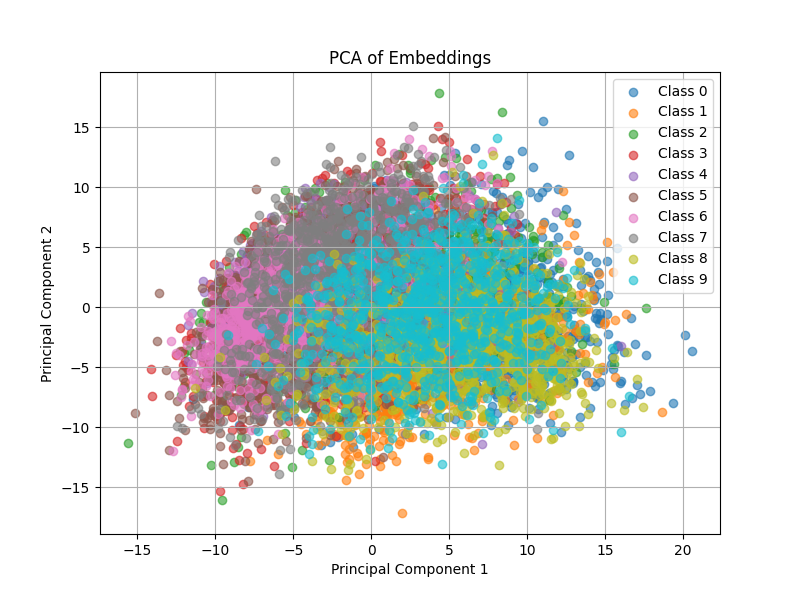 PCA of Embeddings
Class 0
Class 1
Class 2
Class 3
Class 4
Class 5
Class 6
Class 7
Class 8
Class 9
Principal Component 2
15
10
5
0
−5
−10
−15
−15
−10
−5
0
5
10
15
20
Principal Component 1